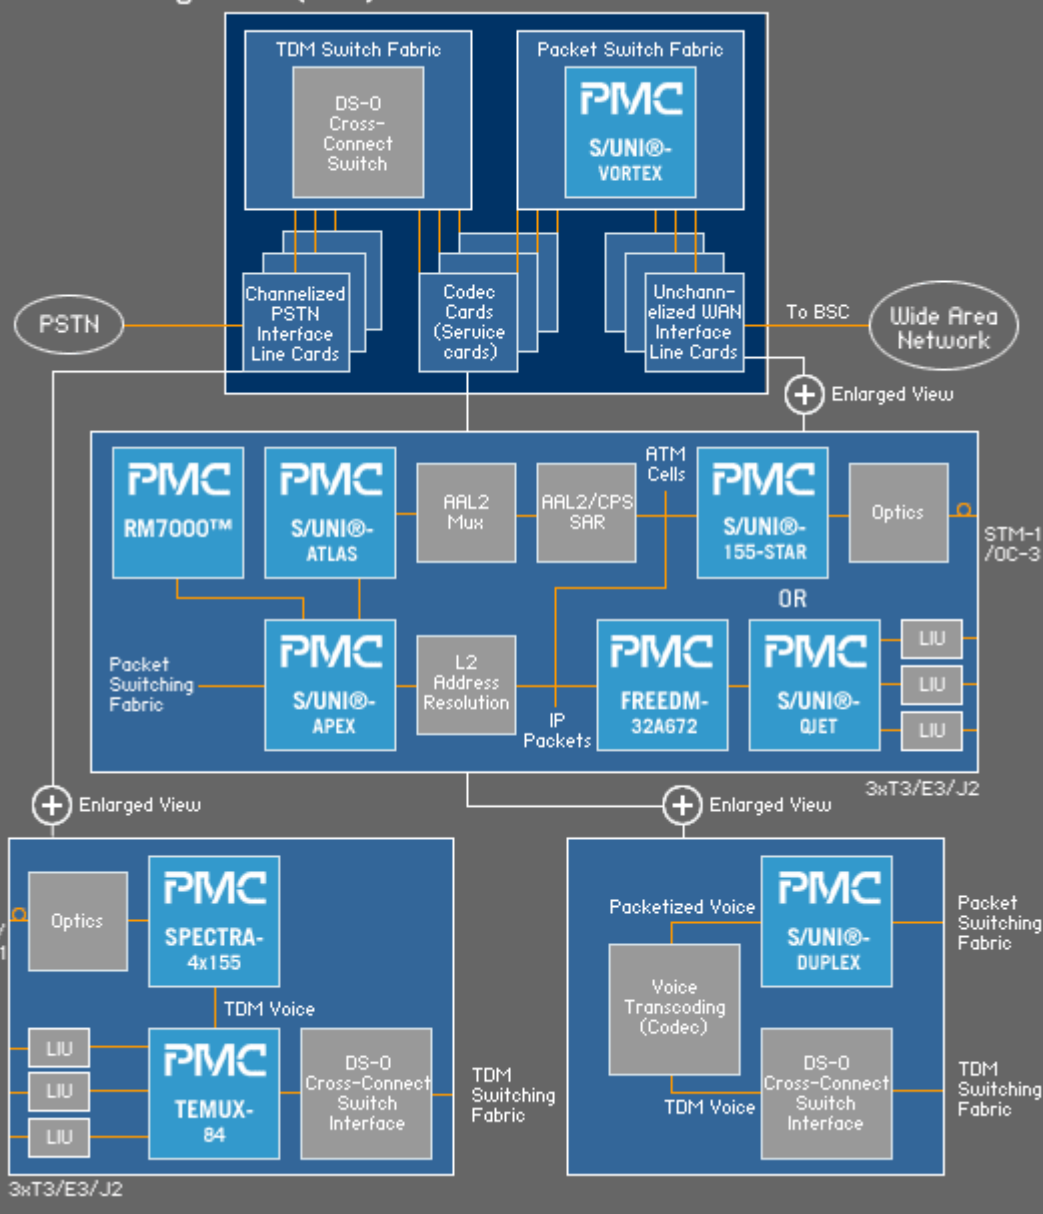 TDM Switch Fabric
DS-0
Cross-
Connect
Switch
Packet Switch Fabric
PMC
S/UNI®-
VORTEX
PSTN
Channelized
PSTN
Interface
Line Cards
Codec
Cards
(Service
cards)
Unchann-
elized WAN
Interface
Line Cards
To BSC
Wide Area
Network
Enlarged View
PMC
RM7000™
PMC
S/UNI®-
ATLAS
AAL2
Mux
AAL2/CPS
SAR
ATM
Cells
PMC
S/UNI®-
155-STAR
Optics
STM-1
/OC-3
OR
Packet
Switching
Fabric
PMC
S/UNI®-
APEX
L2
Address
Resolution
IP
Packets
PMC
FREEDM-
32A672
PMC
S/UNI®-
QJET
LIU
LIU
LIU
3xT3/E3/J2
Enlarged View
Enlarged View
Optics
PMC
SPECTRA-
4x155
TDM Voice
LIU
LIU
LIU
PMC
TEMUX-
84
DS-0
Cross-Connect
Switch
Interface
TDM
Switching
Fabric
3xT3/E3/J2
Packetized Voice
PMC
S/UNI®-
DUPLEX
Packet
Switching
Fabric
Voice
Transcoding
(Codec)
TDM Voice
DS-0
Cross-Connect
Switch
Interface
TDM
Switching
Fabric